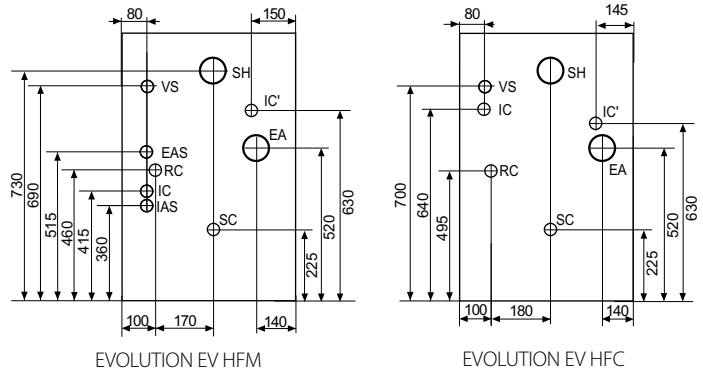 80
150
SH
VS
IC'
EA
EAS
RC
IC
IAS
SC
730
690
515
460
415
360
225
520
630
100
170
140
EVOLUTION EV HFM
80
145
SH
VS
IC
IC'
EA
RC
SC
700
640
495
225
520
630
100
180
140
EVOLUTION EV HFC